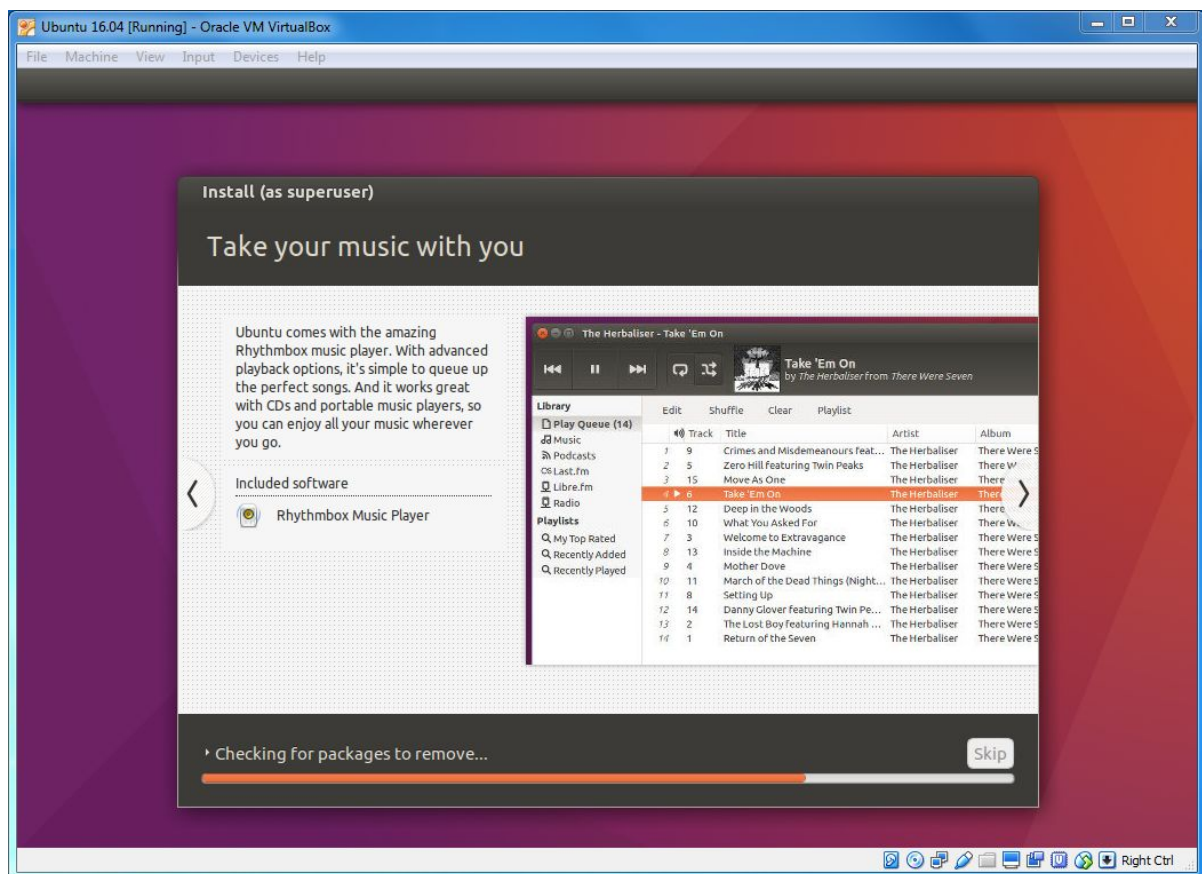 Ubuntu 16.04 [Running] - Oracle VM VirtualBox
File Machine View Input Devices Help
Install (as superuser)
Take your music with you
Ubuntu comes with the amazing
Rhythmbox music player. With advanced
playback options, it's simple to queue up
the perfect songs. And it works great
with CDs and portable music players, so
you can enjoy all your music wherever
you go.
Included software
Rhythmbox Music Player
The Herbaliser - Take 'Em On
Take 'Em On
by The Herbaliser from There Were Seven
Library
Play Queue (14)
Music
Podcasts
Last.fm
Libre.fm
Radio
Playlists
My Top Rated
Recently Added
Recently Played
Edit Shuffle Clear Playlist
Track Title Artist Album
1 9 Crimes and Misdemeanours feat... The Herbaliser There Were S
2 5 Zero Hill featuring Twin Peaks The Herbaliser There
3 15 Move As One The Herbaliser There
4 6 Take 'Em On The Herbaliser
5 12 Deep in the Woods The Herbaliser There
6 10 What You Asked For The Herbaliser There
7 3 Welcome to Extravagance The Herbaliser There Were S
8 13 Inside the Machine The Herbaliser There Were S
9 4 Mother Dove The Herbaliser There Were S
10 11 March of the Dead Things (Night... The Herbaliser There Were S
11 8 Setting Up The Herbaliser There Were S
12 14 Danny Glover featuring Twin Pe... The Herbaliser There Were S
13 2 The Lost Boy featuring Hannah ... The Herbaliser There Were S
14 1 Return of the Seven The Herbaliser There Were S
Checking for packages to remove...
Skip
Right Ctrl